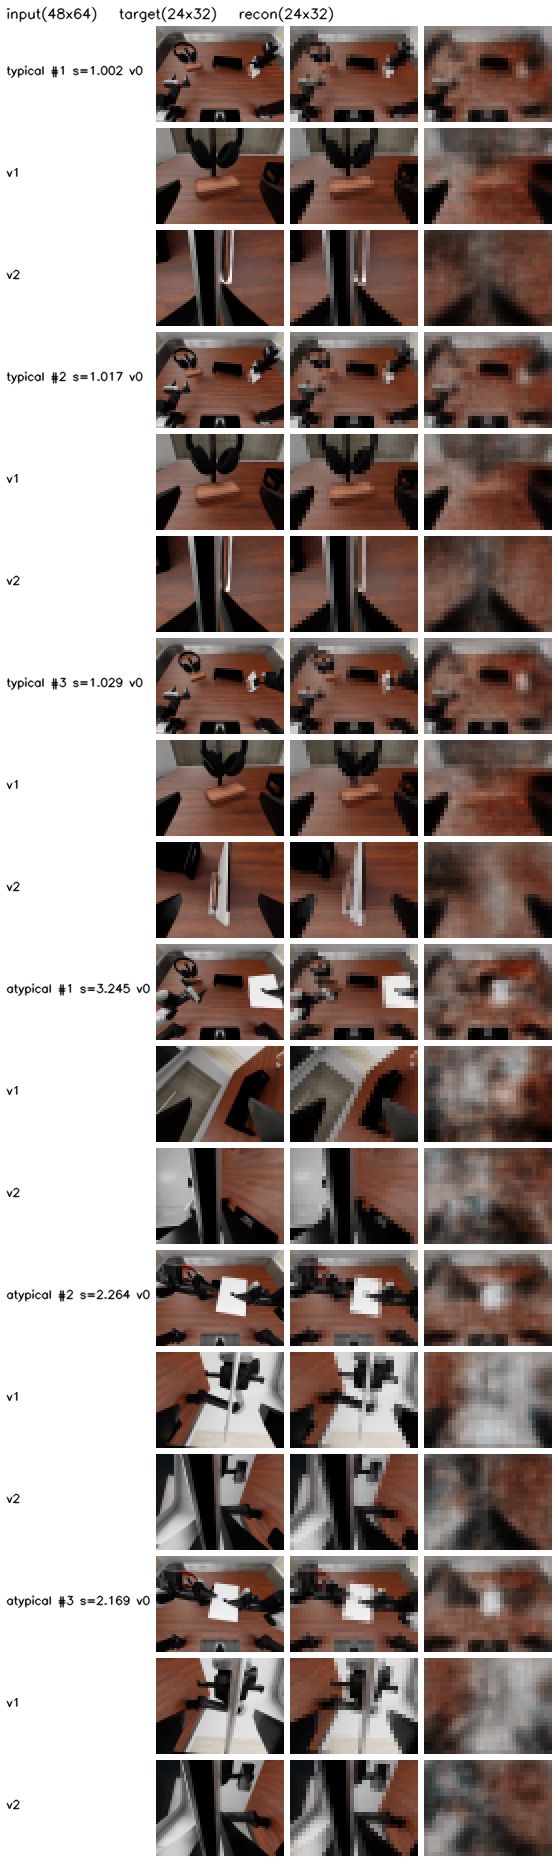 input(48x64) target(24x32) recon(24x32)
typical #1 s=1.002 v0
v1
v2
typical #2 s=1.017 v0
v1
v2
typical #3 s=1.029 v0
v1
v2
atypical #1 s=3.245 v0
v1
v2
atypical #2 s=2.264 v0
v1
v2
atypical #3 s=2.169 v0
v1
v2